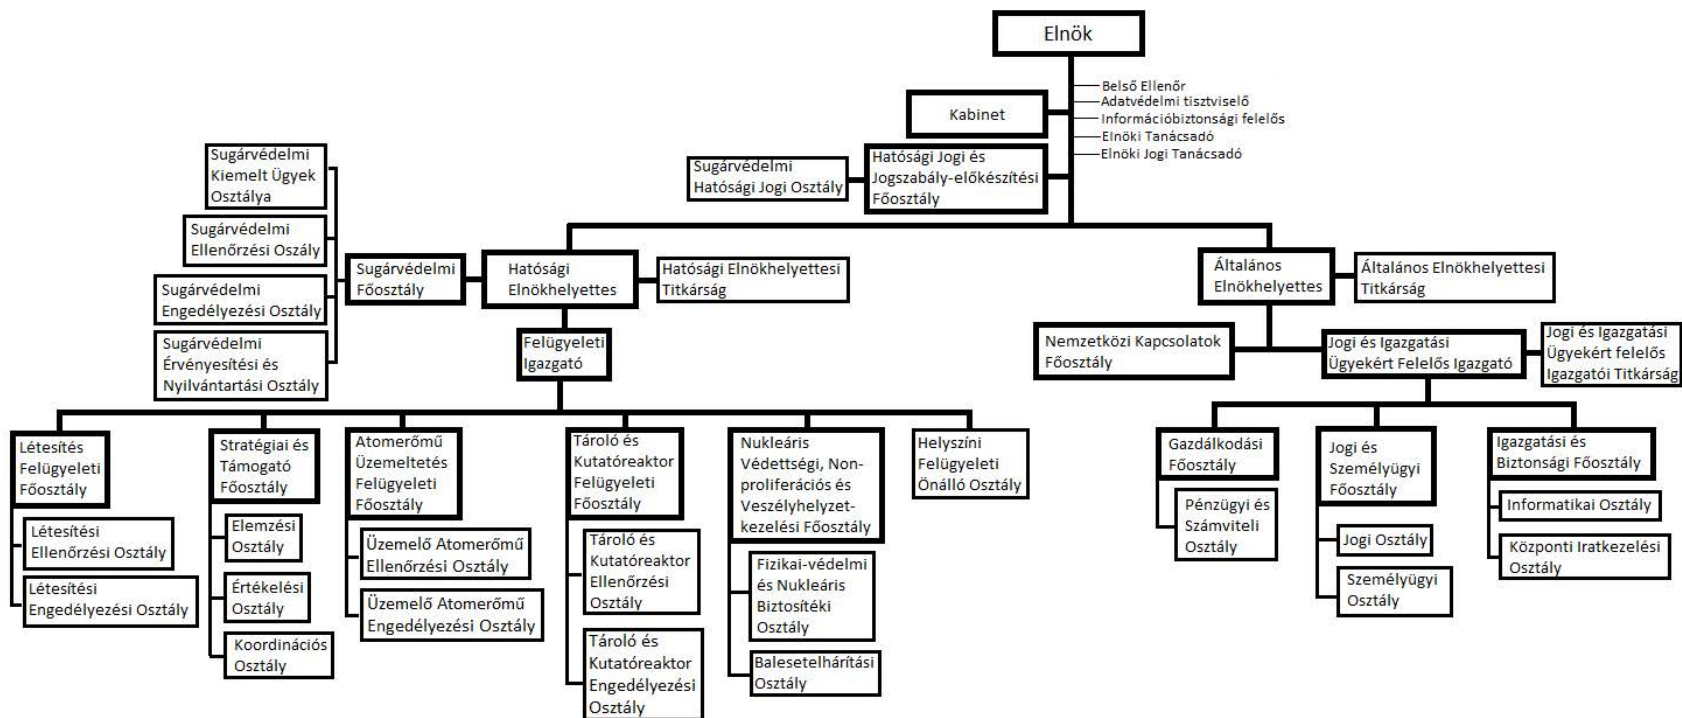 Elnök
Belső Ellenőr
Adatvédelmi tisztviselő
Információbiztonsági felelős
Elnöki Tanácsadó
Elnöki Jogi Tanácsadó
Kabinet
Hatósági Jogi és
Jogszabály-előkészítési
Főosztály
Sugárvédelmi
Hatósági Jogi Osztály
Sugárvédelmi
Kiemelt Ügyek
Osztálya
Sugárvédelmi
Ellenőrzési Oszály
Sugárvédelmi
Engedélyezési Osztály
Sugárvédelmi
Érvényesítési és
Nyilvántartási Osztály
Sugárvédelmi
Főosztály
Hatósági
Elnökhelyettes
Hatósági Elnökhelyettesi
Titkárság
Általános
Elnökhelyettes
Általános Elnökhelyettesi
Titkárság
Felügyeleti
Igazgató
Nemzetközi Kapcsolatok
Főosztály
Jogi és Igazgatási
Ügyekért Felelős Igazgató
Jogi és Igazgatási
Ügyekért felelős
Igazgatói Titkárság
Létesítés
Felügyeleti
Főosztály
Létesítési
Ellenőrzési Osztály
Létesítési
Engedélyezési Osztály
Stratégiai és
Támogató
Főosztály
Elemzési
Osztály
Értékelési
Osztály
Koordinációs
Osztály
Atomerőmű
Üzemeltetés
Felügyeleti
Főosztály
Üzemelő Atomerőmű
Ellenőrzési Osztály
Üzemelő Atomerőmű
Engedélyezési Osztály
Tároló és
Kutatóreaktor
Felügyeleti
Főosztály
Tároló és
Kutatóreaktor
Ellenőrzési
Osztály
Tároló és
Kutatóreaktor
Engedélyezési
Osztály
Nukleáris
Védettségi, Non-
proliferációs és
Veszélyhelyzet-
kezelési Főosztály
Fizikai-védelmi
és Nukleáris
Biztosítéki
Osztály
Balesetelhárítási
Osztály
Helyszíni
Felügyeleti
Önálló Osztály
Gazdálkodási
Főosztály
Pénzügyi és
Számviteli
Osztály
Jogi és
Személyügyi
Főosztály
Jogi Osztály
Személyügyi
Osztály
Igazgatási és
Biztonsági Főosztály
Informatikai Osztály
Központi Iratkezelési
Osztály